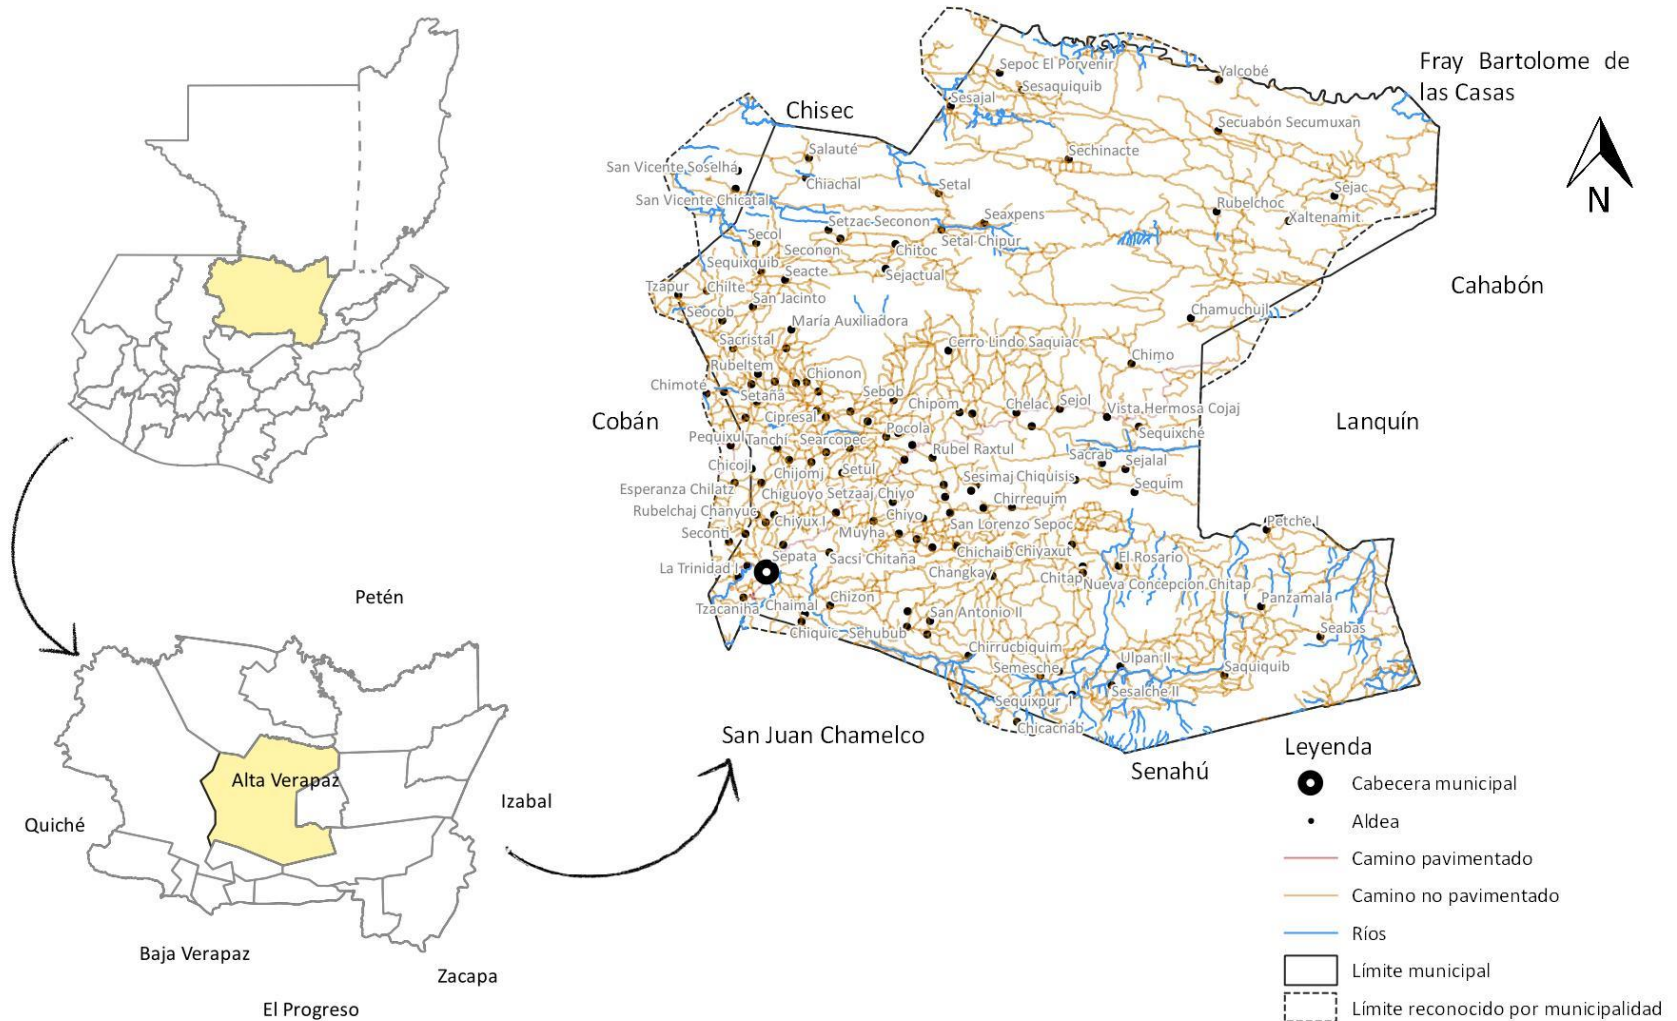 Petén
Alta Verapaz
Quiché
Izabal
Baja Verapaz
Zacapa
El Progreso
Fray Bartolome de
las Casas
Chisec
Cahabón
Cobán
Lanquín
San Juan Chamelco
Senahú
N
Sepoc El Porvenir
Sesaquiquib
Yalcobé
Sesajal
Secuabón Secumuxan
Salauté
Sechinacte
San Vicente Soselhá
Chiachal
Setal
Sejac
San Vicente Chicatal
Rubelchoc
Xaltenamit
Setzac Seconon
Seaxpens
Secol
Seconon
Chitoc
Setal Chipur
Sequixquib
Seacte
Sejactual
Tzapur
Chilte
San Jacinto
Seocob
María Auxiliadora
Chamuchujl
Sacristal
Cerro Lindo Saquiac
Chimo
Rubeltem
Chionon
Chimoté
Setaña
Sebob
Chipom
Chelac
Sejol
Vista Hermosa Cojaj
Cipresal
Pocola
Sequixché
Pequixul
Tanchí
Searcopec
Rubel Raxtul
Sacrab
Sejalal
Chicojl
Chijomj
Setul
Sesimaj
Chiquisis
Sequim
Esperanza Chilatz
Chiguoyo
Setzaaj Chiyo
Chirrequim
Rubelchaj Chanyuc
Chiyux I
Chiyo
San Lorenzo Sepoc
Petche I
Seconti
Muyha
Sepata
Sacsi Chitaña
Chichaib
Chiyaxut
El Rosario
La Trinidad I
Changkay
Chitap
Nueva Concepcion Chitap
Tzacaniha
Chaimal
Chizon
San Antonio II
Panzamala
Chiquic
Sehubub
Seabas
Chirrucbiquim
Semesche
Ulpan II
Saquiquib
Sequixpur I
Sesalche II
Chicacnab
Leyenda
Cabecera municipal
Aldea
Camino pavimentado
Camino no pavimentado
Ríos
Límite municipal
Límite reconocido por municipalidad